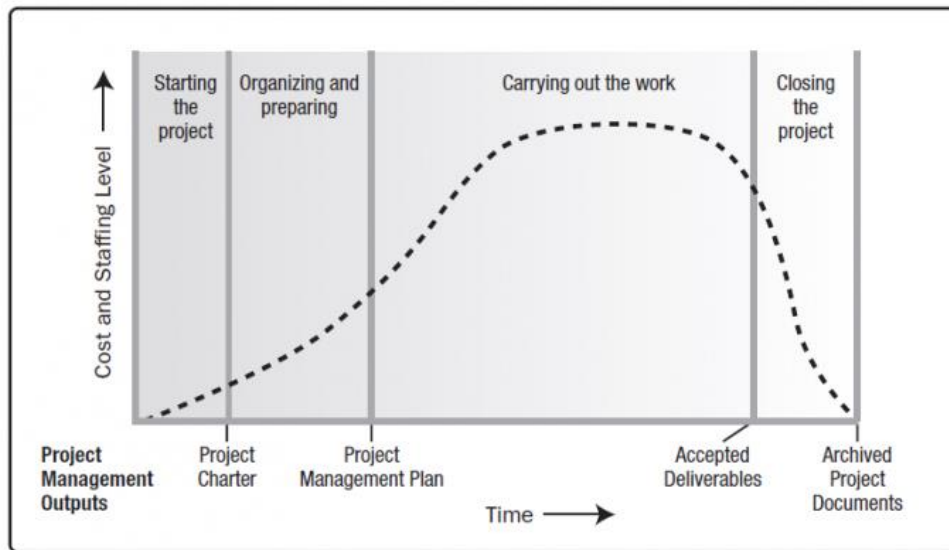 Starting
the
project
Organizing and
preparing
Carrying out the work
Closing
the
project
Cost and Staffing Level
Project
Management
Outputs
Project
Charter
Project
Management Plan
Accepted
Deliverables
Archived
Project
Documents
Time